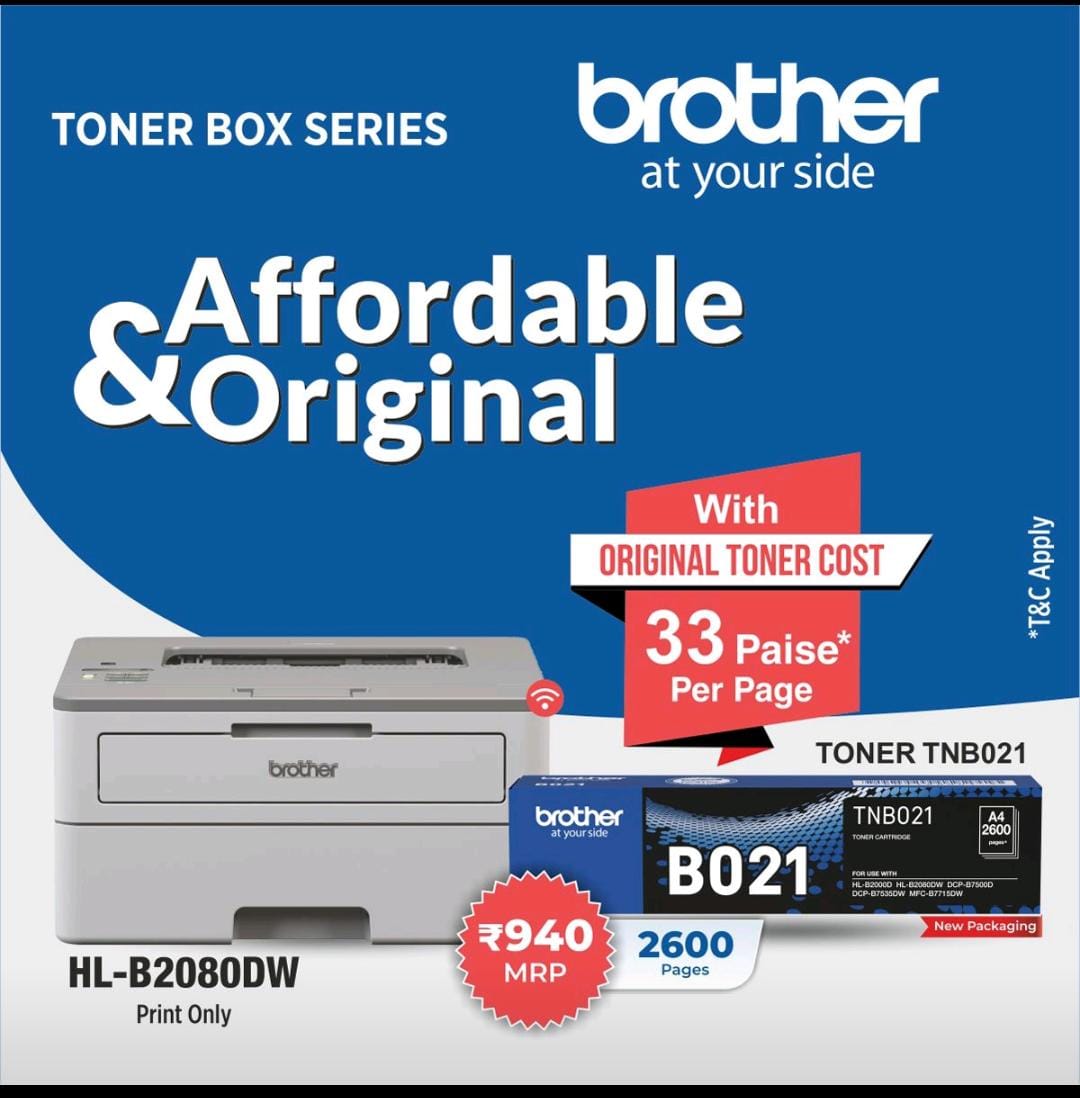 TONER BOX SERIES
brother
at your side
Affordable
& Original
With
ORIGINAL TONER COST
33 Paise*
Per Page
*T&C Apply
brother
TONER TNB021
brother
at your side
B021
TNB021
TONER CARTRIDGE
A4
2600
pages*
FOR USE WITH
HL-B2000D HL-B2080DW DCP-B7500D
DCP-B7535DW MFC-B7715DW
New Packaging
₹940
MRP
2600
Pages
HL-B2080DW
Print Only